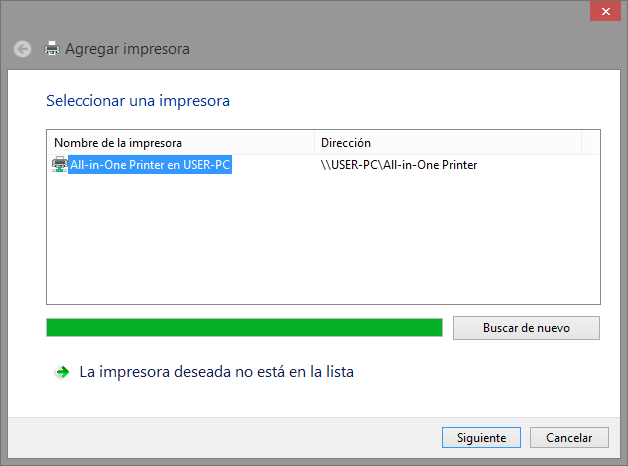 Agregar impresora
Seleccionar una impresora
Nombre de la impresora Dirección
All-in-One Printer en USER-PC \\USER-PC\All-in-One Printer
Buscar de nuevo
La impresora deseada no está en la lista
Siguiente Cancelar